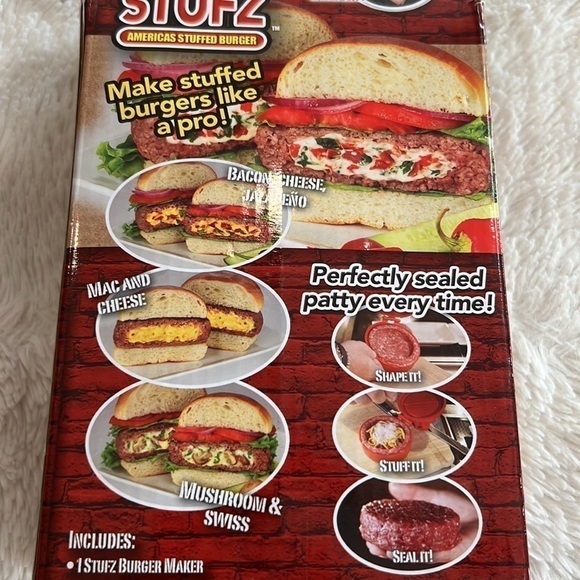 STUFZ™
AMERICAS STUFFED BURGER
Make stuffed
burgers like
a pro!
BACON, CHEESE,
JALAPEÑO
MAC AND
CHEESE
Perfectly sealed
patty every time!
SHAPE IT!
STUFF IT!
MUSHROOM &
SWISS
SEAL IT!
INCLUDES:
• 1 STUFZ BURGER MAKER